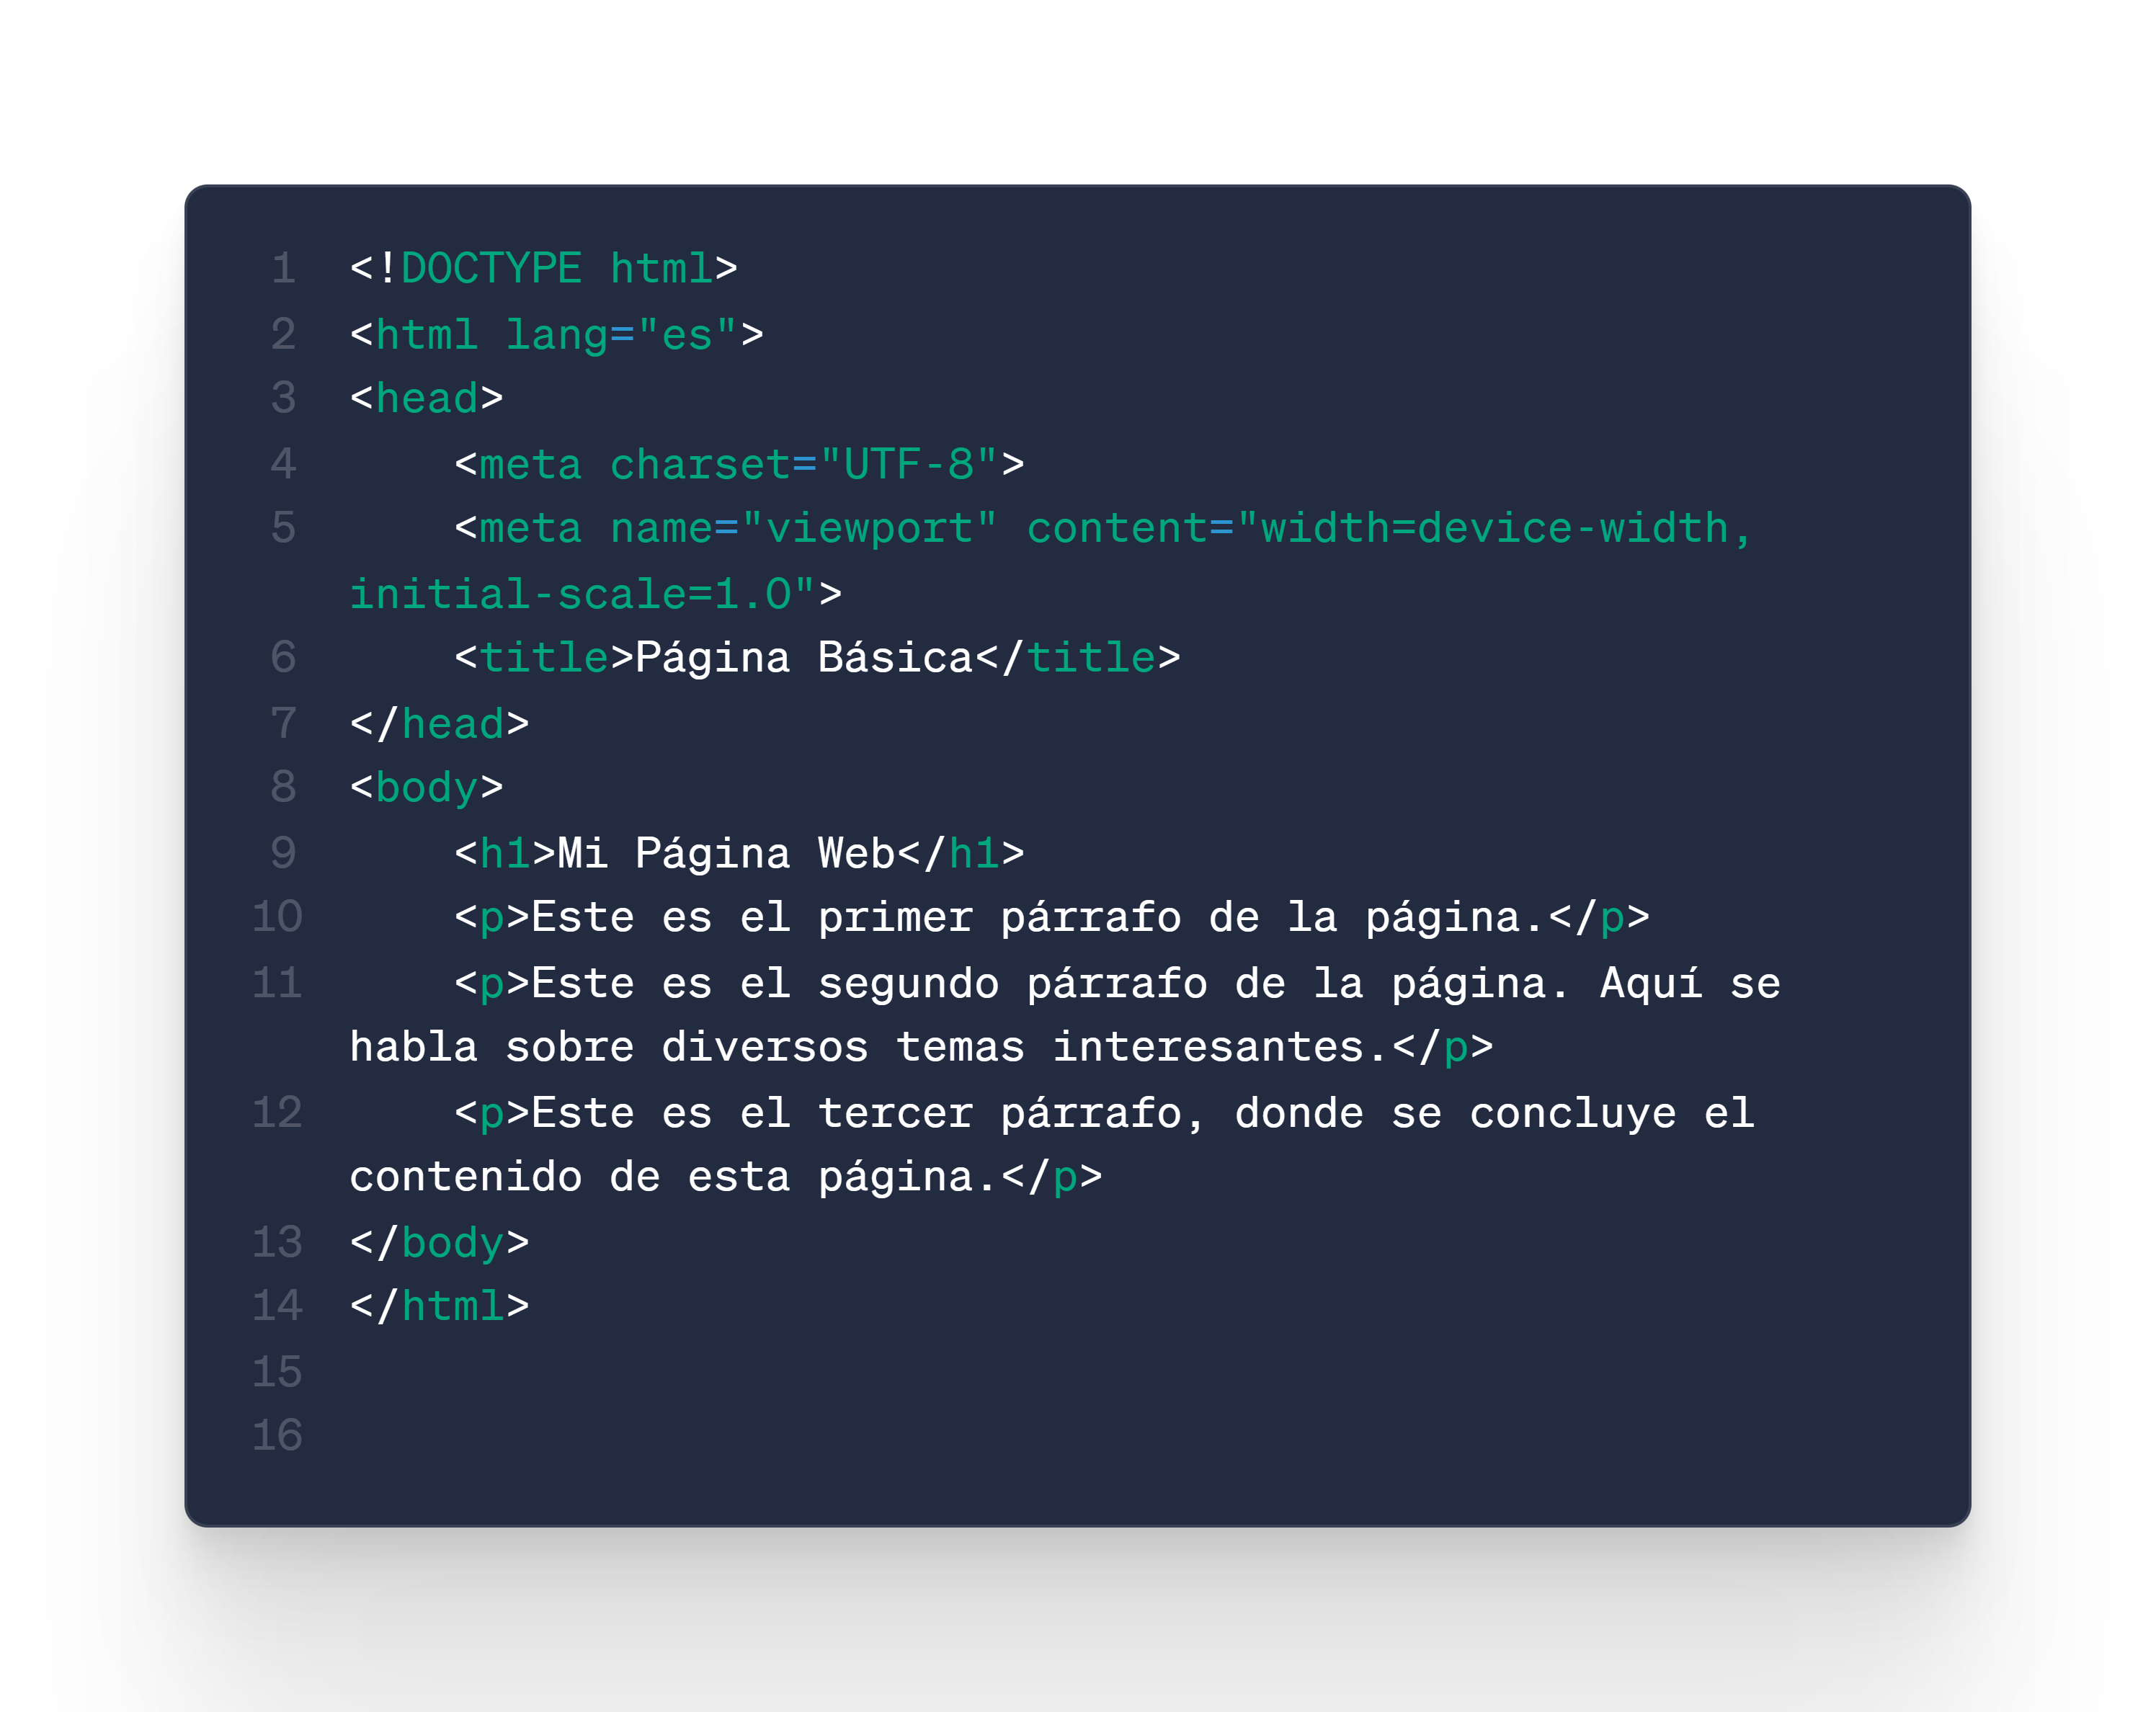 1 <!DOCTYPE html>
2 <html lang="es">
3 <head>
4     <meta charset="UTF-8">
5     <meta name="viewport" content="width=device-width,
initial-scale=1.0">
6     <title>Página Básica</title>
7 </head>
8 <body>
9     <h1>Mi Página Web</h1>
10     <p>Este es el primer párrafo de la página.</p>
11     <p>Este es el segundo párrafo de la página. Aquí se
habla sobre diversos temas interesantes.</p>
12     <p>Este es el tercer párrafo, donde se concluye el
contenido de esta página.</p>
13 </body>
14 </html>
15
16